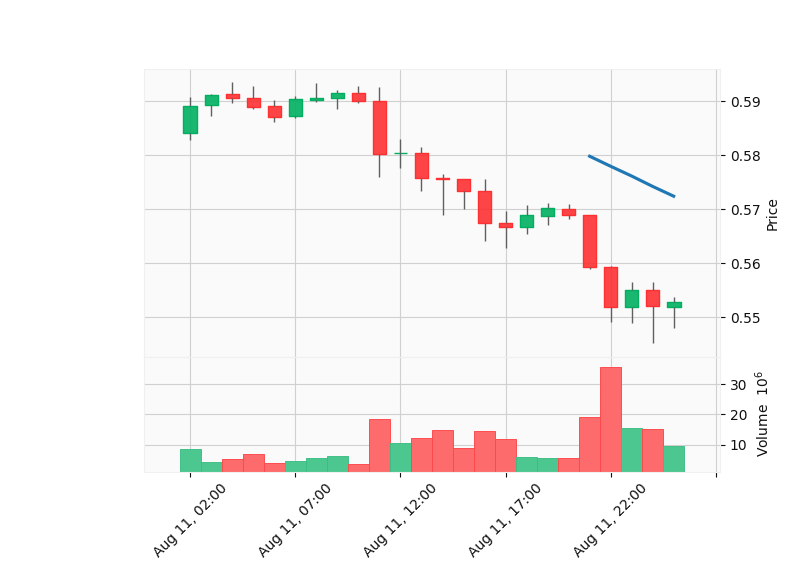 0.59
0.58
0.57
0.56
0.55
Price
30
20
10
Volume 10^6
Aug 11, 02:00
Aug 11, 07:00
Aug 11, 12:00
Aug 11, 17:00
Aug 11, 22:00